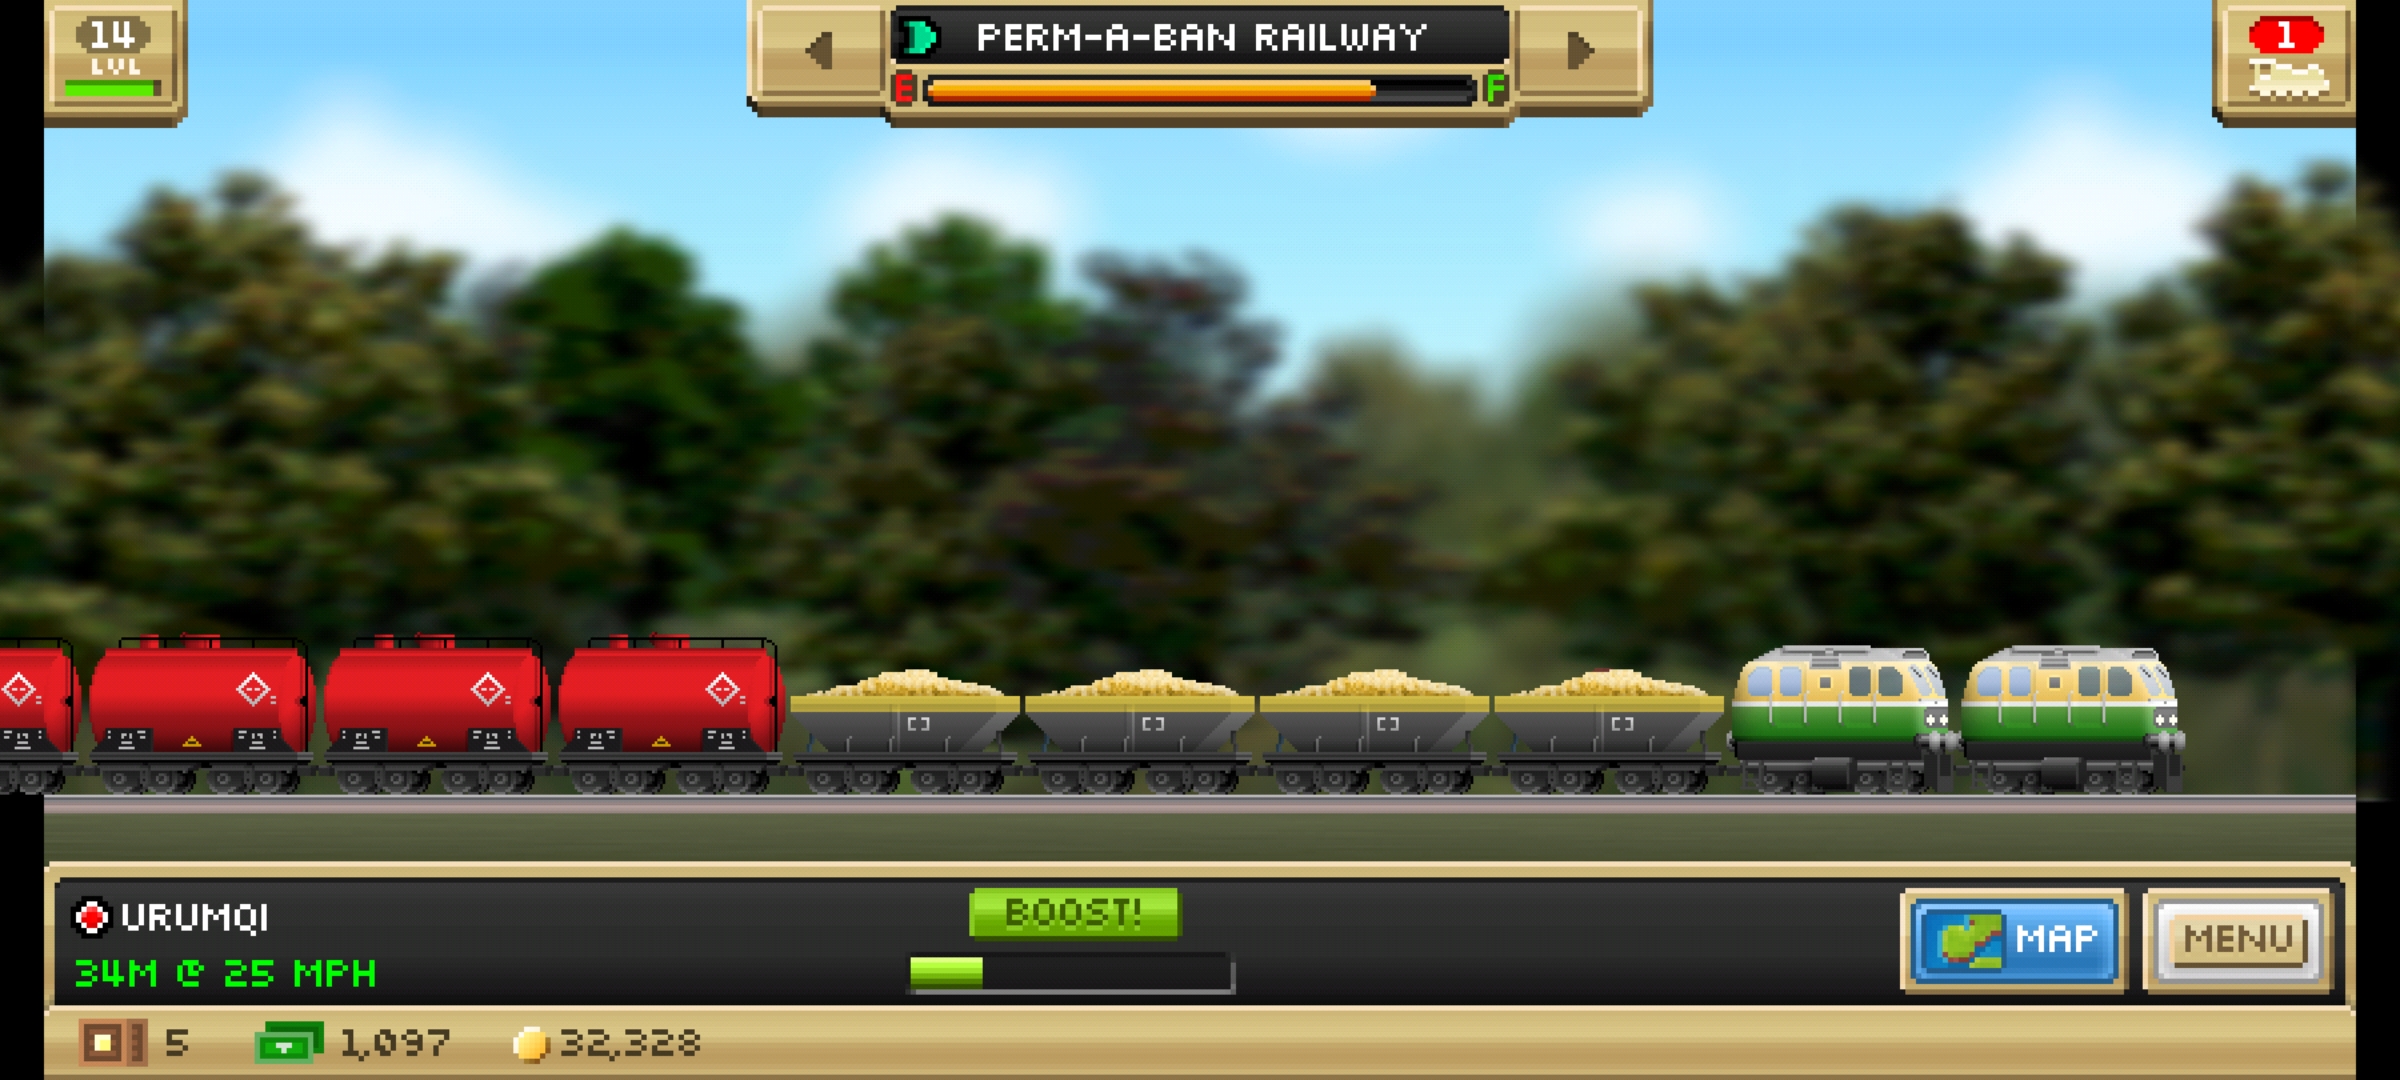 14
LVL
PERM-A-BAN RAILWAY
E F
1
URUMQI
34M @ 25 MPH
BOOST!
MAP
MENU
5
1,097
32,328